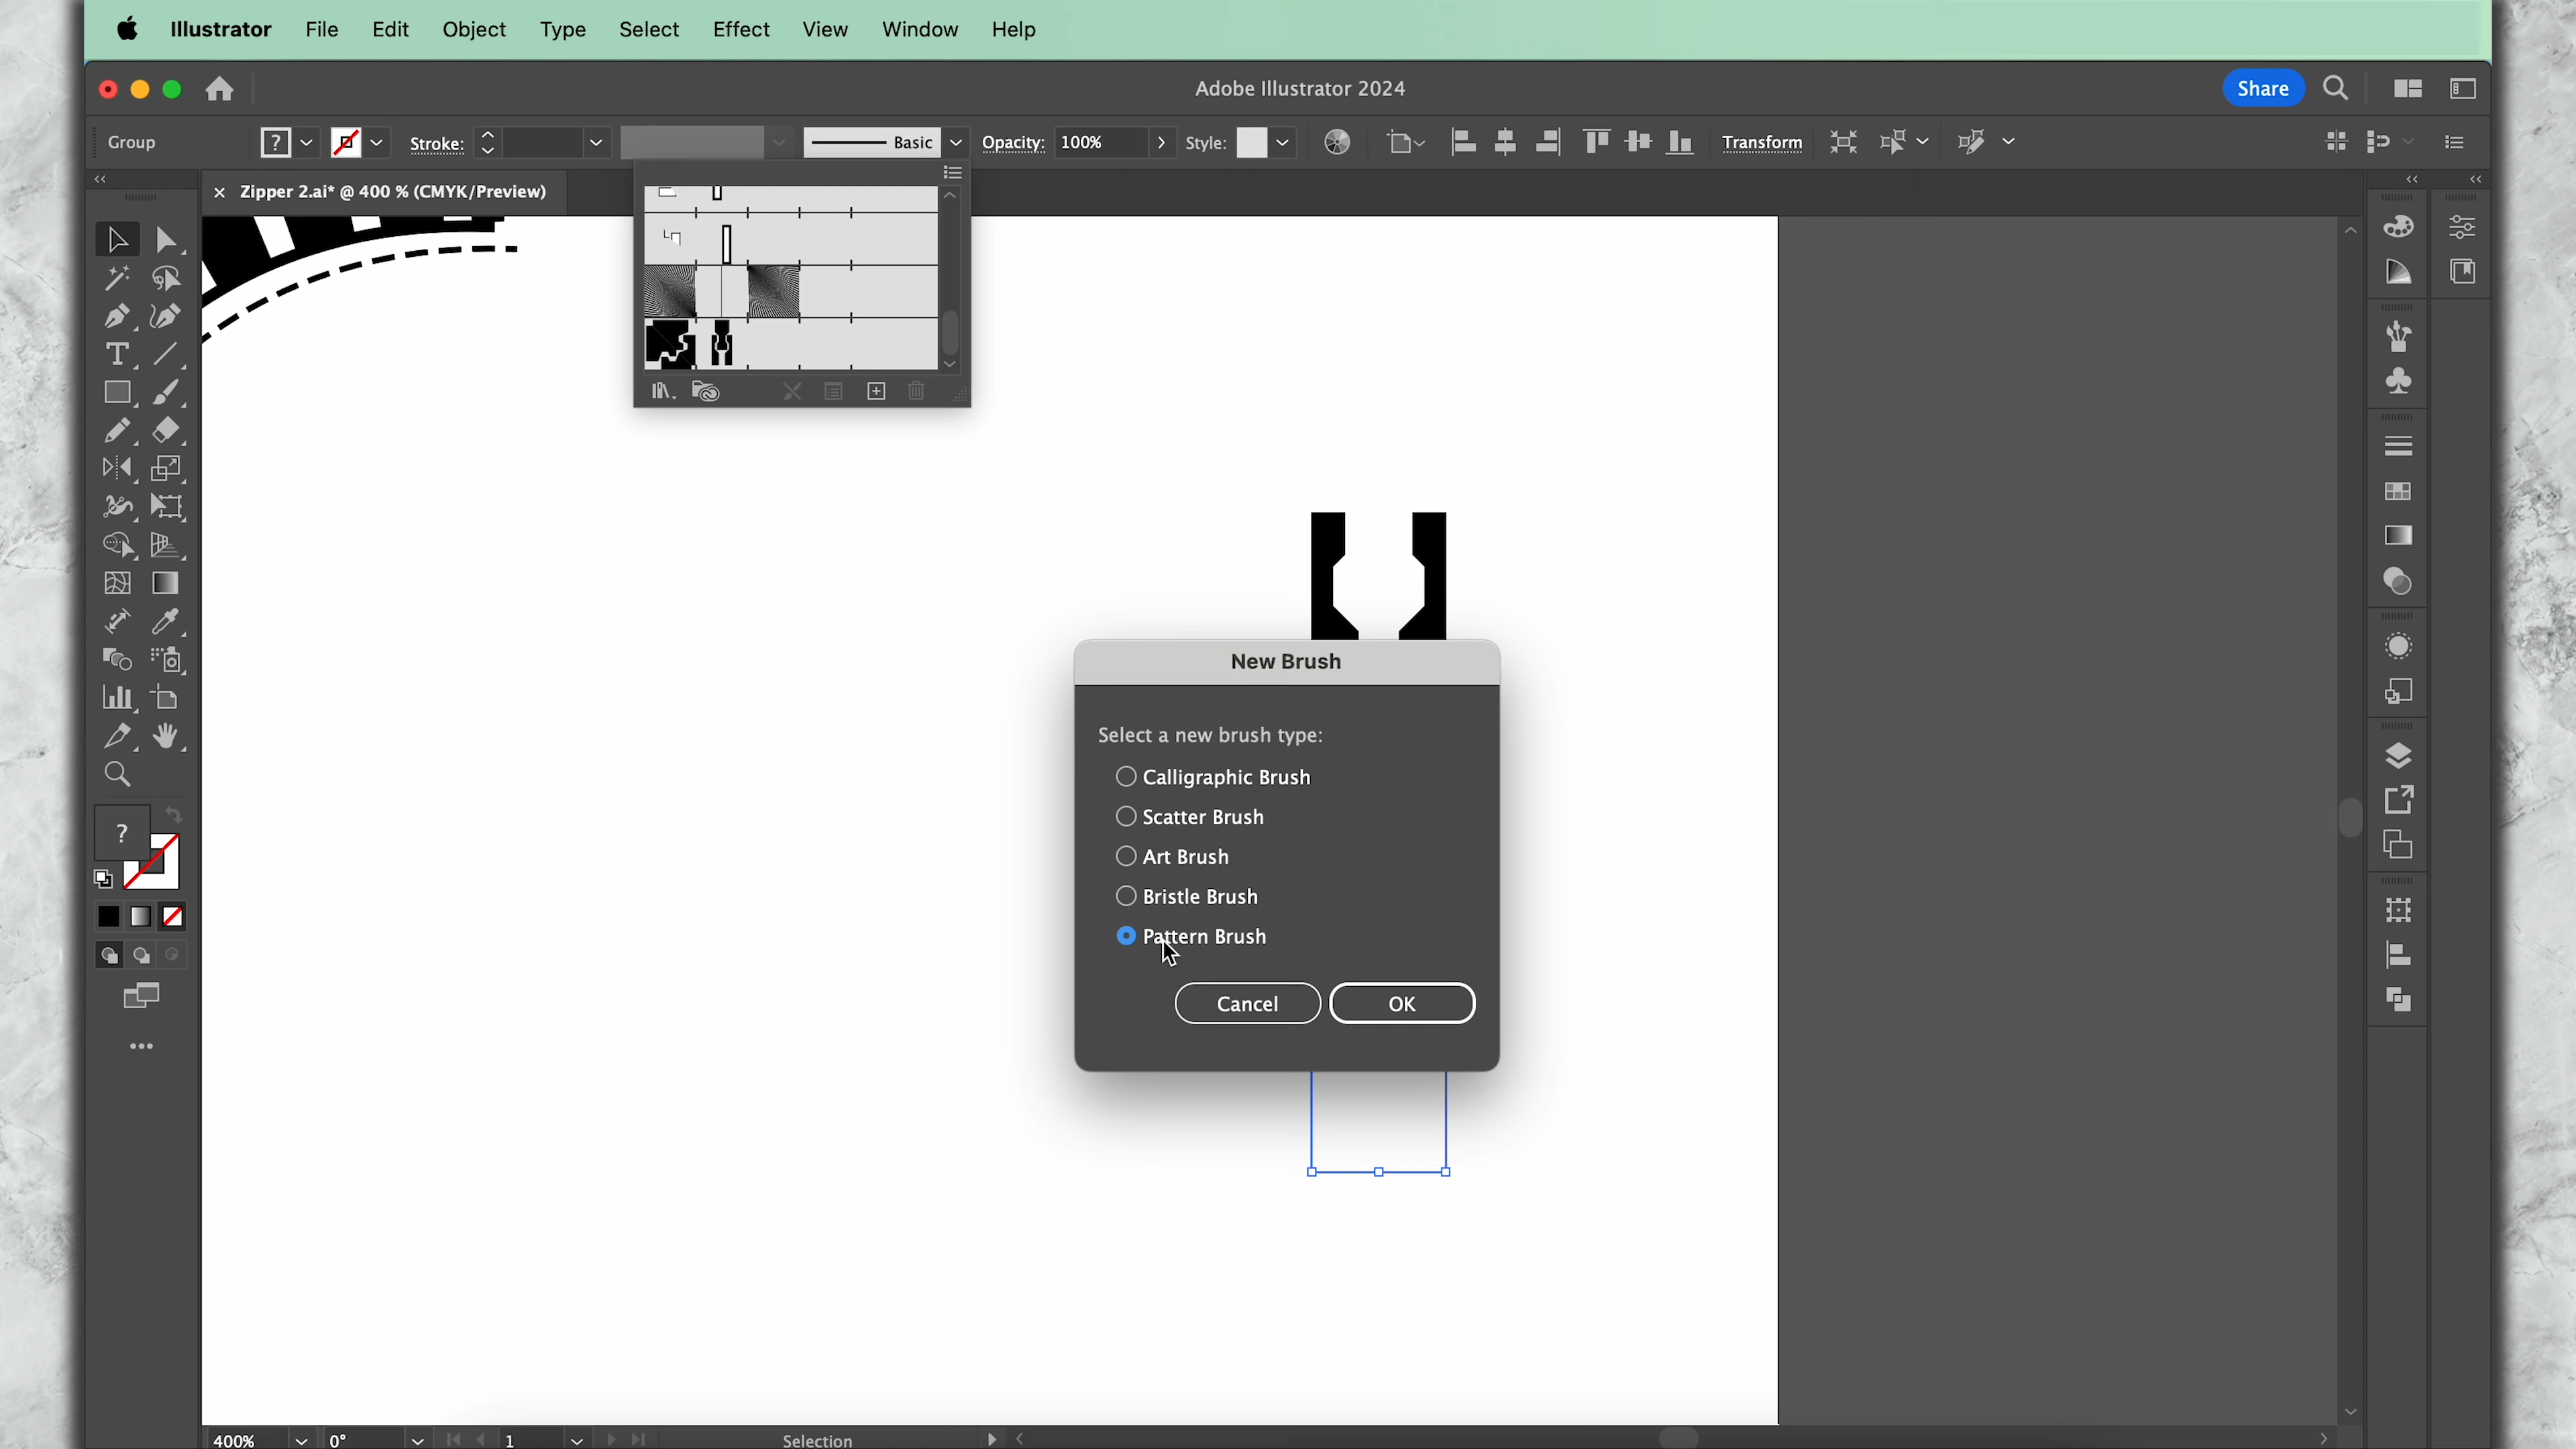 Illustrator File Edit Object Type Select Effect View Window Help
Adobe Illustrator 2024
Share
Group ? Stroke: Basic Opacity: 100% Style: Transform
Zipper 2.ai* @ 400 % (CMYK/Preview)
New Brush
Select a new brush type:
Calligraphic Brush
Scatter Brush
Art Brush
Bristle Brush
Pattern Brush
Cancel OK
?
400% 0° 1 Selection